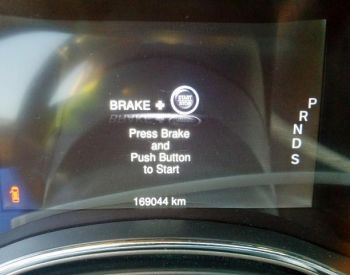 BRAKE + START STOP
Press Brake
and
Push Button
to Start
169044 km
P
R
N
D
S